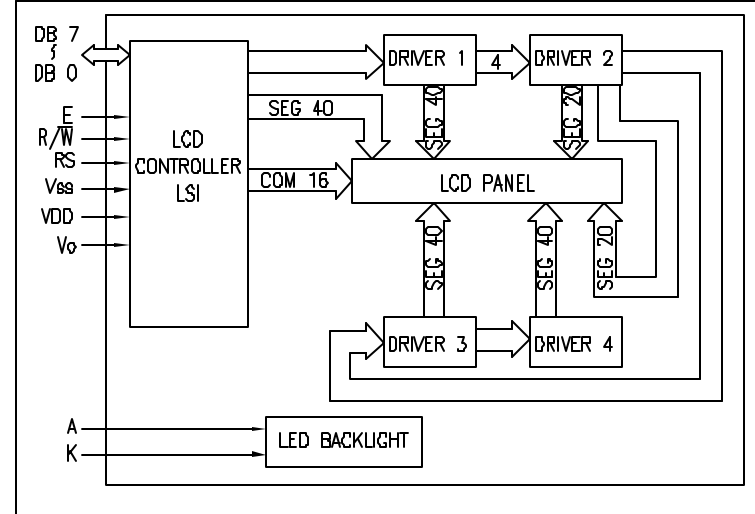 DB 7
DB 0
E
R/W̅
RS
Vss
VDD
Vo
A
K
LCD
CONTROLLER
LSI
DRIVER 1
4
DRIVER 2
SEG 40
SEG 40
SEG 20
COM 16
LCD PANEL
SEG 40
SEG 40
SEG 20
DRIVER 3
DRIVER 4
LED BACKLIGHT